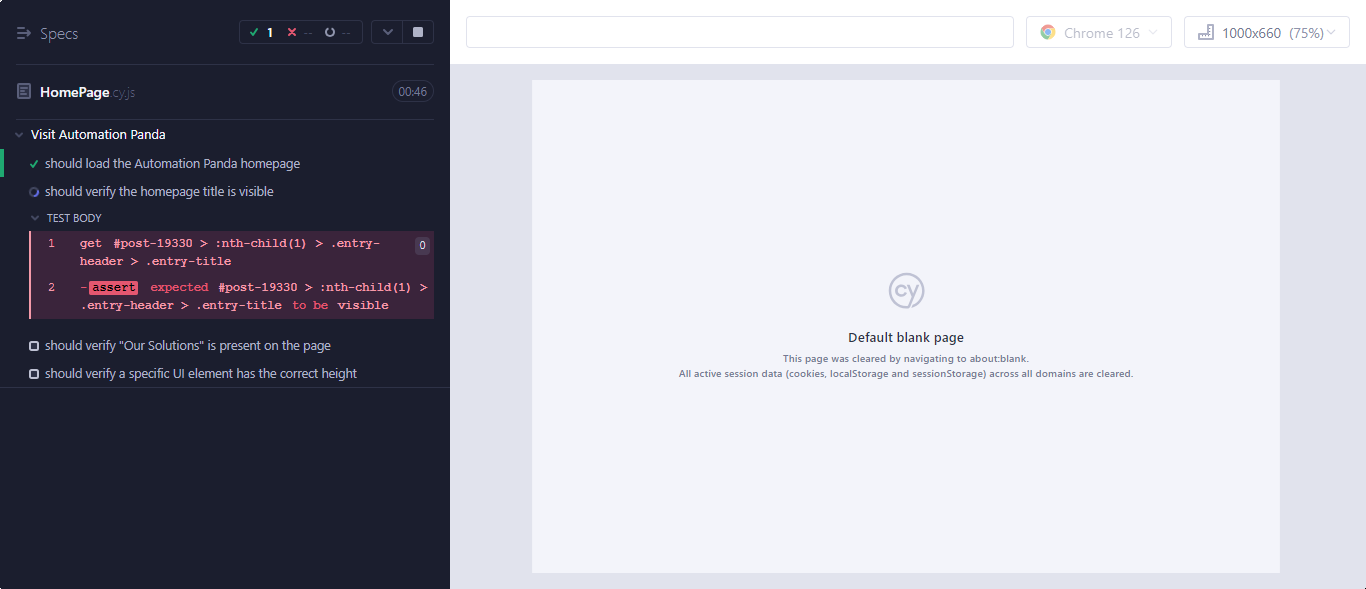 Specs
1 -- --
Chrome 126
1000x660 (75%)
HomePage cy.js
00:46
Visit Automation Panda
should load the Automation Panda homepage
should verify the homepage title is visible
TEST BODY
1 get #post-19330 > :nth-child(1) > .entry-
header > .entry-title
0
2 -assert expected #post-19330 > :nth-child(1) >
.entry-header > .entry-title to be visible
should verify "Our Solutions" is present on the page
should verify a specific UI element has the correct height
cy
Default blank page
This page was cleared by navigating to about:blank.
All active session data (cookies, localStorage and sessionStorage) across all domains are cleared.